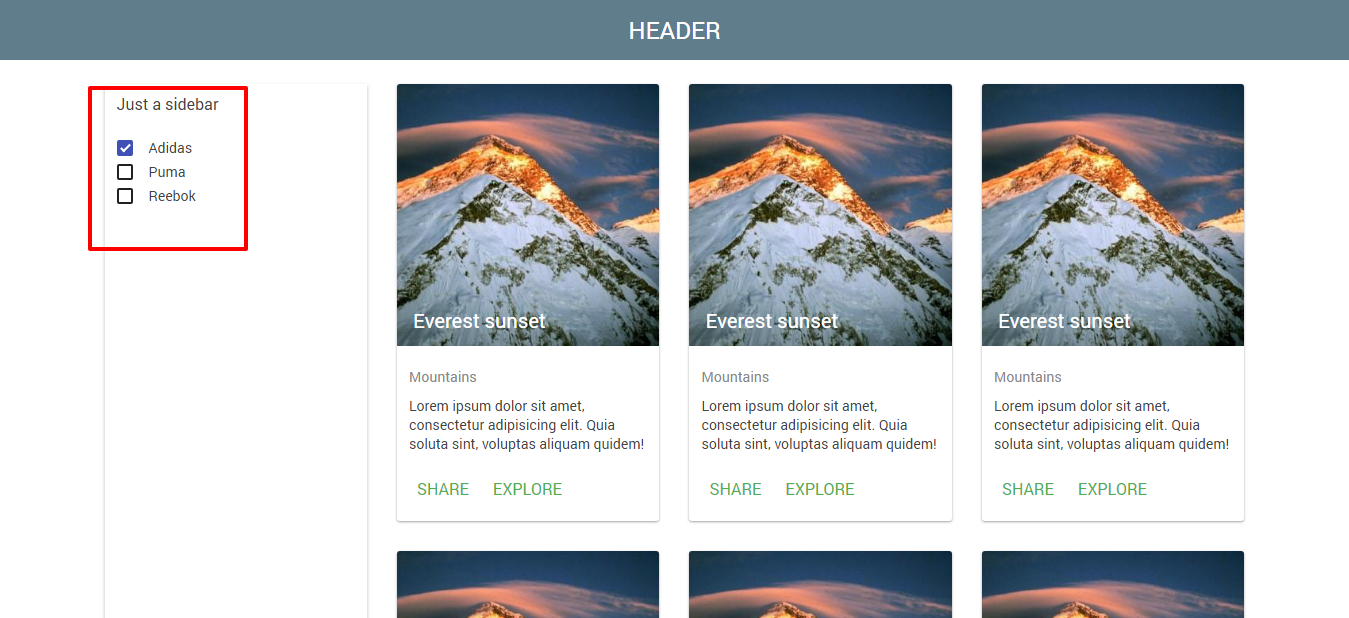 HEADER
Just a sidebar
Adidas
Puma
Reebok
Everest sunset
Mountains
Lorem ipsum dolor sit amet,
consectetur adipisicing elit. Quia
soluta sint, voluptas aliquam quidem!
SHARE EXPLORE
Everest sunset
Mountains
Lorem ipsum dolor sit amet,
consectetur adipisicing elit. Quia
soluta sint, voluptas aliquam quidem!
SHARE EXPLORE
Everest sunset
Mountains
Lorem ipsum dolor sit amet,
consectetur adipisicing elit. Quia
soluta sint, voluptas aliquam quidem!
SHARE EXPLORE